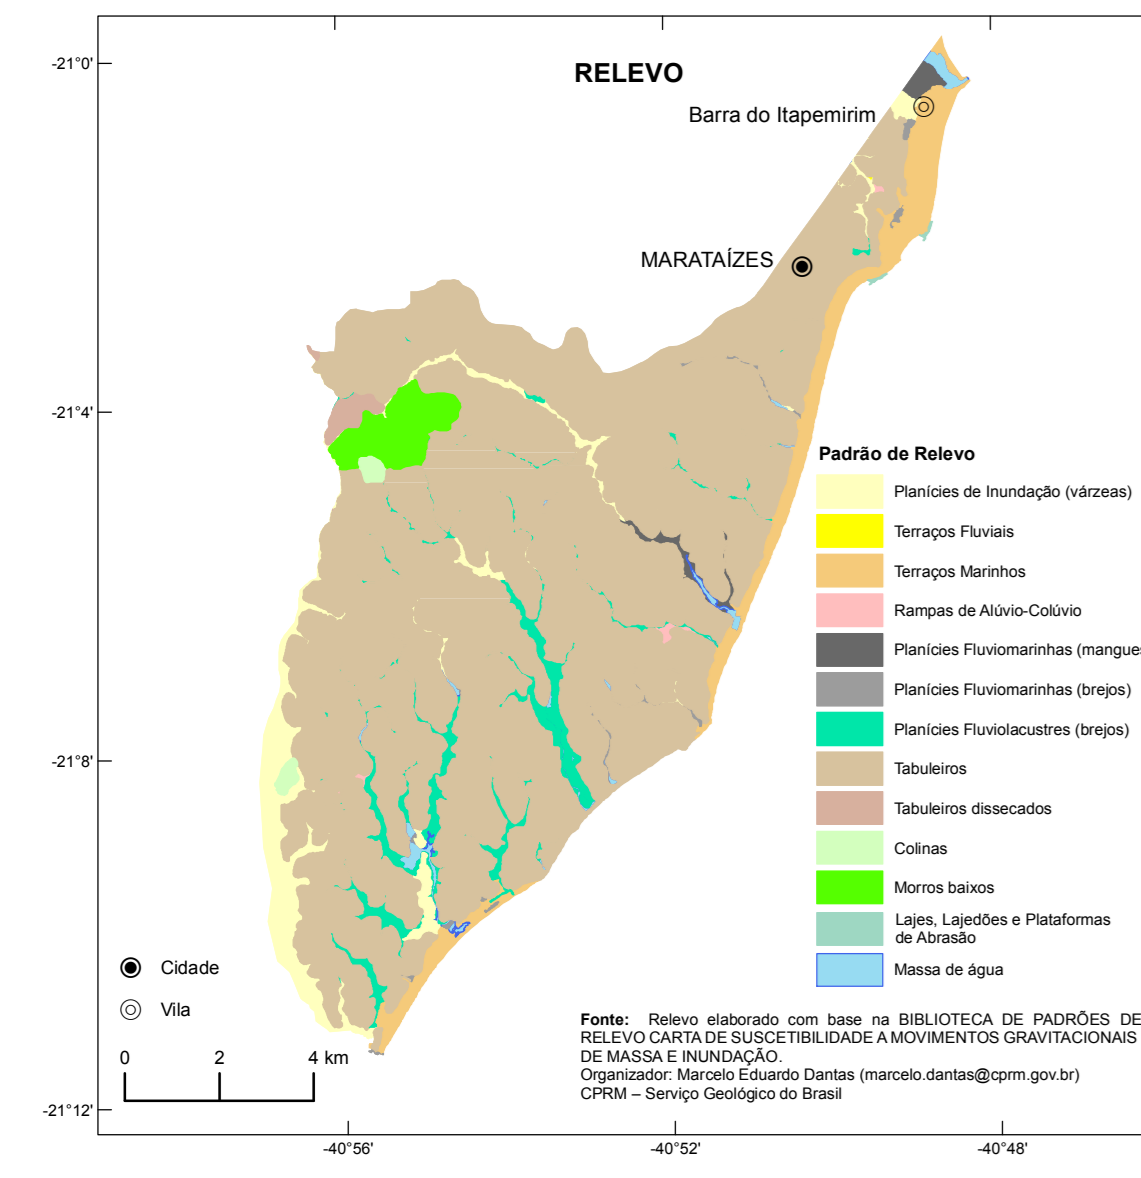 RELEVO
-21°0'
Barra do Itapemirim
MARATAÍZES
-21°4'
Padrão de Relevo
Planícies de Inundação (várzeas)
Terraços Fluviais
Terraços Marinhos
Rampas de Alúvio-Colúvio
Planícies Fluviomarinhas (mangues
Planícies Fluviomarinhas (brejos)
Planícies Fluviolacustres (brejos)
-21°8'
Tabuleiros
Tabuleiros dissecados
Colinas
Morros baixos
Lajes, Lajedões e Plataformas
de Abrasão
Massa de água
Cidade
Vila
0 2 4 km
Fonte: Relevo elaborado com base na BIBLIOTECA DE PADRÕES DE
RELEVO CARTA DE SUSCETIBILIDADE A MOVIMENTOS GRAVITACIONAIS
DE MASSA E INUNDAÇÃO.
Organizador: Marcelo Eduardo Dantas (marcelo.dantas@cprm.gov.br)
CPRM – Serviço Geológico do Brasil
-21°12'
-40°56' -40°52' -40°48'